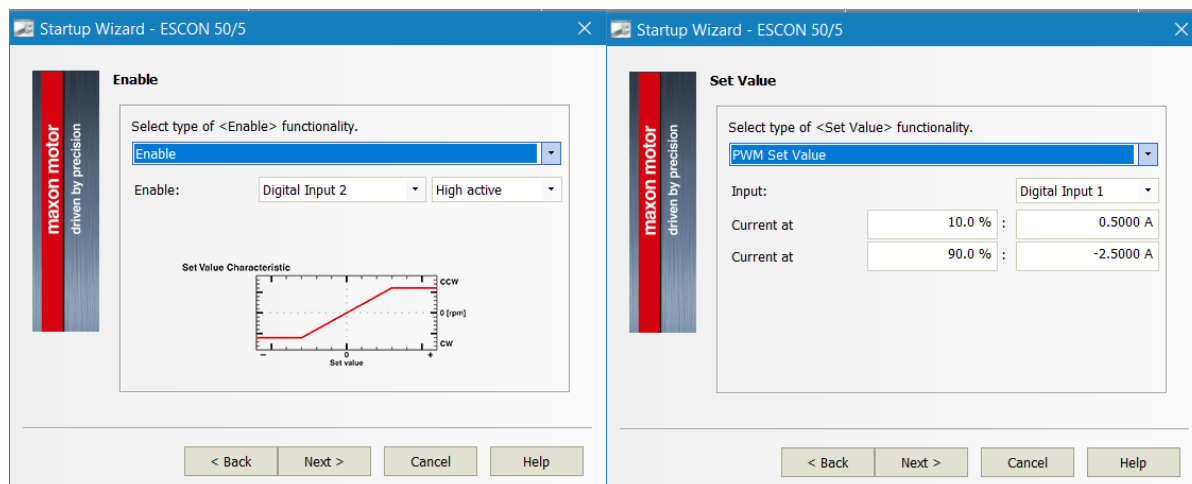 Startup Wizard - ESCON 50/5
Enable
maxon motor
driven by precision
Select type of <Enable> functionality.
Enable
Enable:
Digital Input 2
High active
Set Value Characteristic
CCW
0 [rpm]
CW
−
0
+
Set value
< Back
Next >
Cancel
Help
Startup Wizard - ESCON 50/5
Set Value
maxon motor
driven by precision
Select type of <Set Value> functionality.
PWM Set Value
Input:
Digital Input 1
Current at 10.0 % : 0.5000 A
Current at 90.0 % : -2.5000 A
< Back
Next >
Cancel
Help